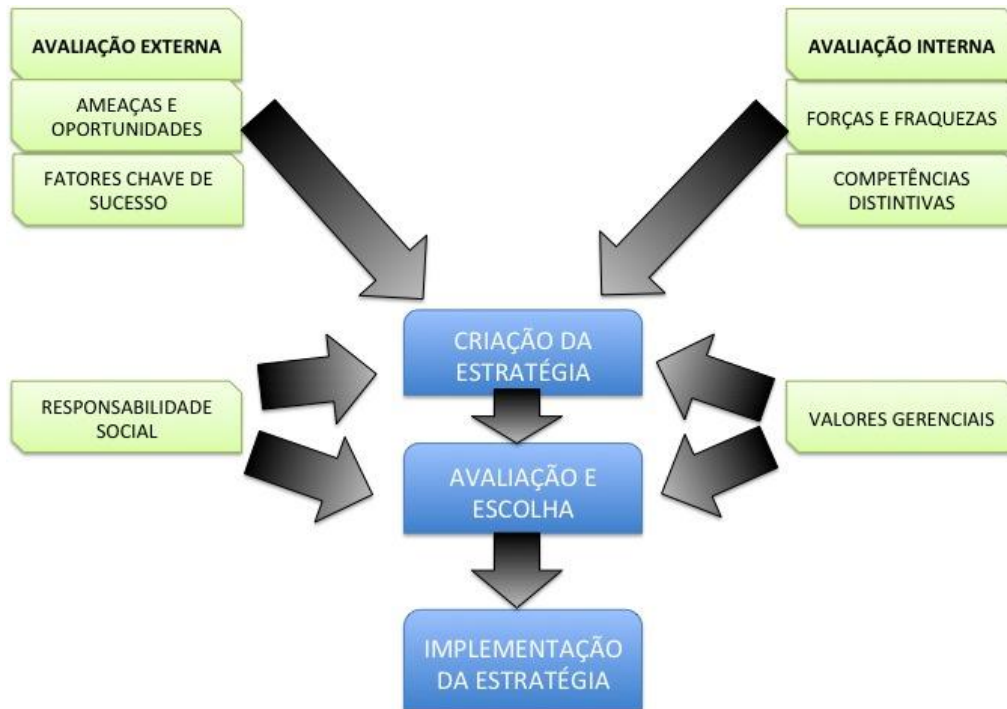 AVALIAÇÃO EXTERNA
AMEAÇAS E
OPORTUNIDADES
FATORES CHAVE DE
SUCESSO
AVALIAÇÃO INTERNA
FORÇAS E FRAQUEZAS
COMPETÊNCIAS
DISTINTIVAS
CRIAÇÃO DA
ESTRATÉGIA
RESPONSABILIDADE
SOCIAL
VALORES GERENCIAIS
AVALIAÇÃO E
ESCOLHA
IMPLEMENTAÇÃO
DA ESTRATÉGIA